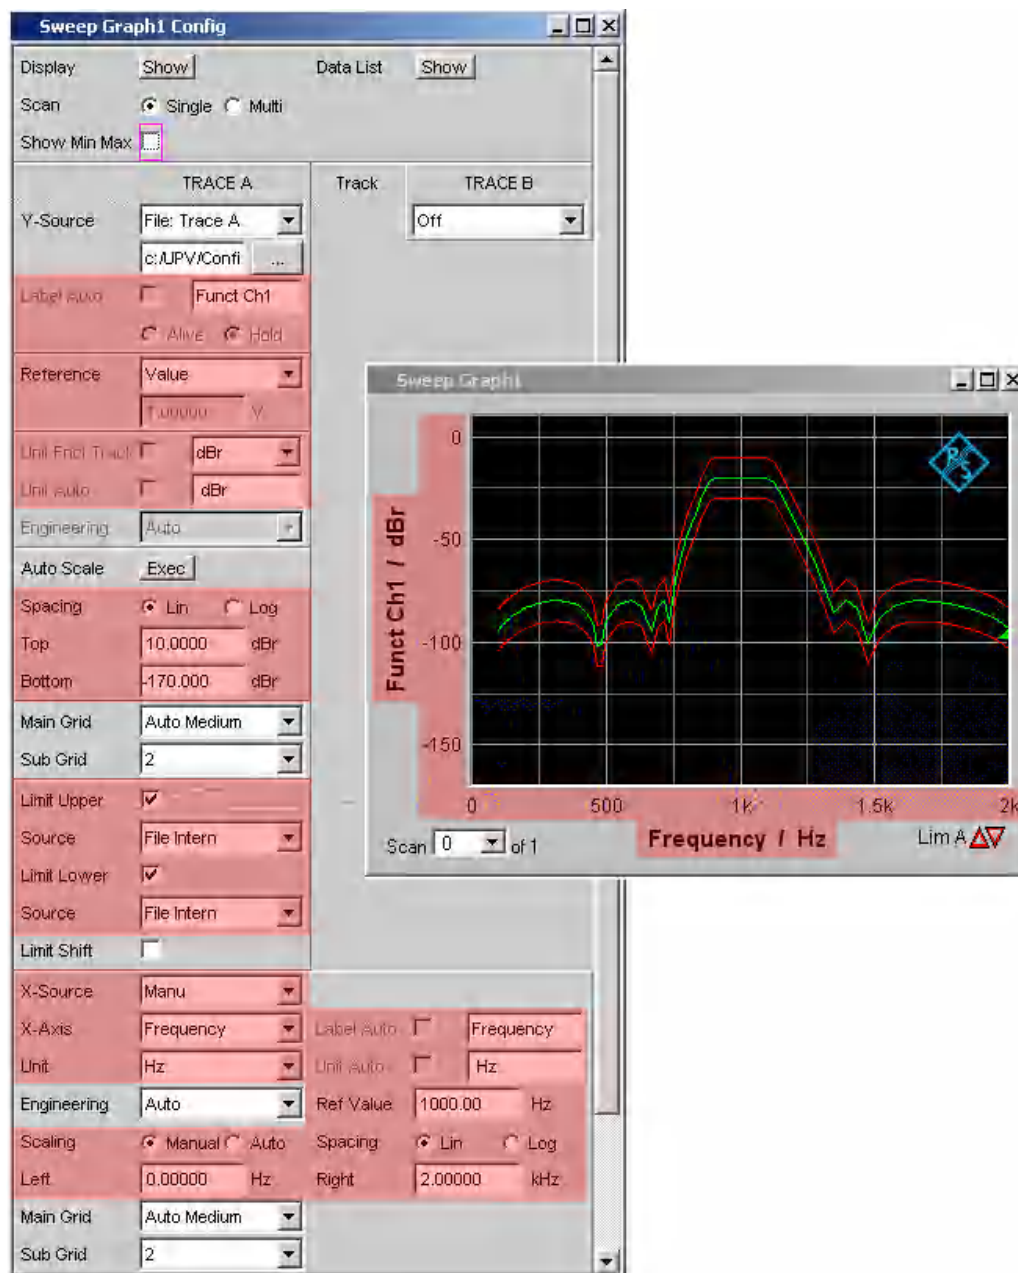 Sweep Graph1 Config
Display Show Data List Show
Scan Single Multi
Show Min Max
TRACE A Track TRACE B
Y-Source File: Trace A Off
c:/UPV/Confi ...
Label Auto Funct Ch1
Alive Hold
Reference Value
1.00000 V
Unit Fnct Track dBr
Unit Auto dBr
Engineering Auto
Auto Scale Exec
Spacing Lin Log
Top 10.0000 dBr
Bottom -170.000 dBr
Main Grid Auto Medium
Sub Grid 2
Limit Upper
Source File Intern
Limit Lower
Source File Intern
Limit Shift
X-Source Manu
X-Axis Frequency Label Auto Frequency
Unit Hz Unit Auto Hz
Engineering Auto Ref Value 1000.00 Hz
Scaling Manual Auto Spacing Lin Log
Left 0.00000 Hz Right 2.00000 kHz
Main Grid Auto Medium
Sub Grid 2
Sweep Graph1
R S
Funct Ch1 / dBr
0
-50
-100
-150
0 500 1k 1.5k 2k
Frequency / Hz
Scan 0 of 1
Lim A